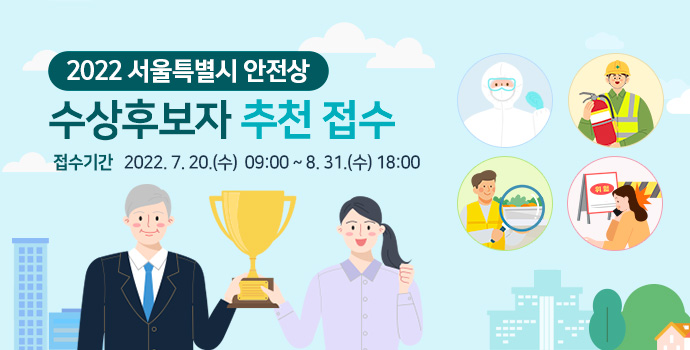 2022 서울특별시 안전상
수상후보자 추천 접수
접수기간 2022. 7. 20.(수) 09:00 ~ 8. 31.(수) 18:00
위험